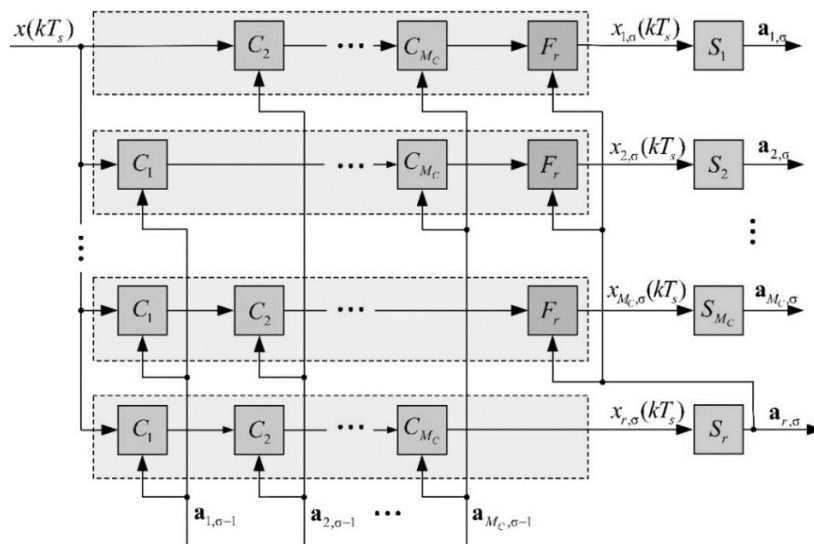 x(kT_s) C_2 ··· C_{M_C} F_r x_{1,σ}(kT_s) S_1 a_{1,σ}
C_1 ··· C_{M_C} F_r x_{2,σ}(kT_s) S_2 a_{2,σ}
C_1 C_2 ··· F_r x_{M_C,σ}(kT_s) S_{M_C} a_{M_C,σ}
C_1 C_2 ··· C_{M_C} x_{r,σ}(kT_s) S_r a_{r,σ}
a_{1,σ−1} a_{2,σ−1} ··· a_{M_C,σ−1}